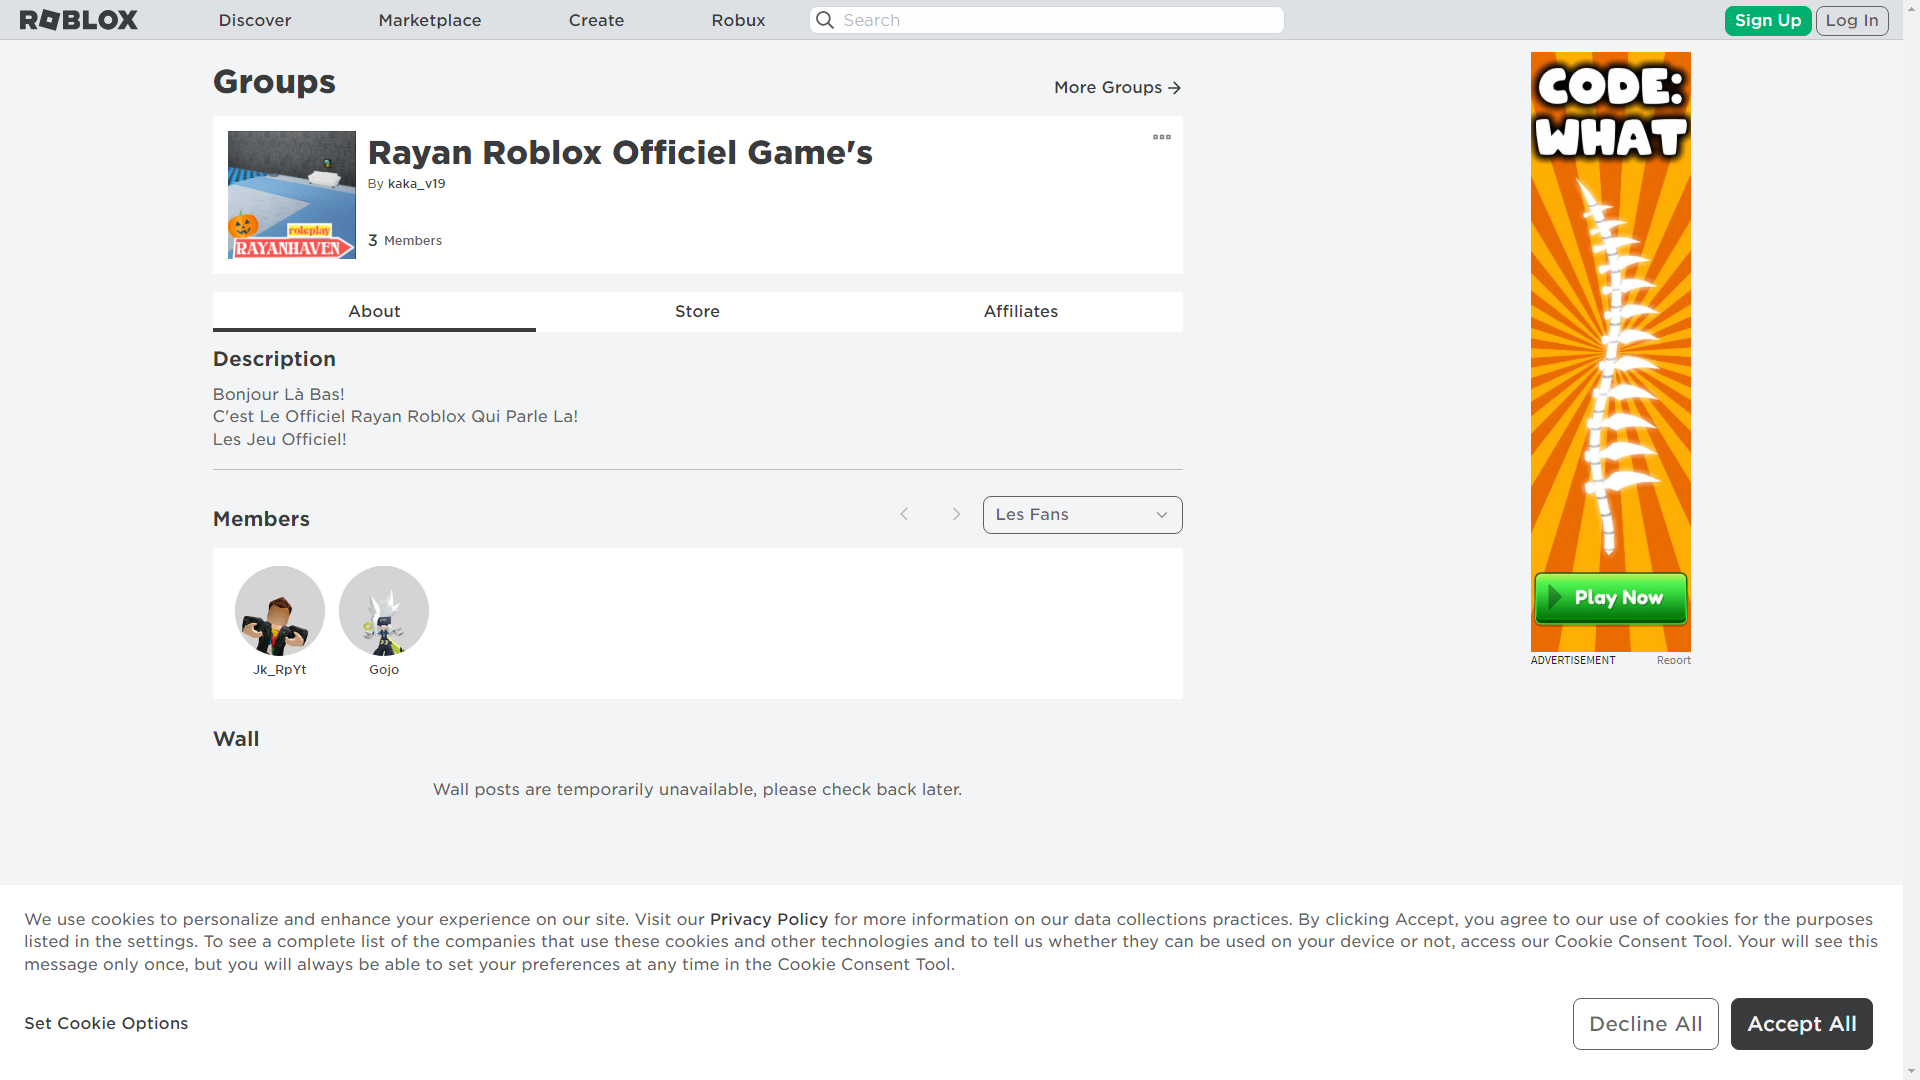 ROBLOX
Discover
Marketplace
Create
Robux
Search
Sign Up
Log In
Groups
More Groups
Rayan Roblox Officiel Game's
By kaka_v19
3 Members
roleplay
RAYANHAVEN
About
Store
Affiliates
Description
Bonjour Là Bas!
C'est Le Officiel Rayan Roblox Qui Parle La!
Les Jeu Officiel!
Members
Les Fans
Jk_RpYt
Gojo
Wall
Wall posts are temporarily unavailable, please check back later.
CODE:
WHAT
Play Now
ADVERTISEMENT
Report
We use cookies to personalize and enhance your experience on our site. Visit our Privacy Policy for more information on our data collections practices. By clicking Accept, you agree to our use of cookies for the purposes
listed in the settings. To see a complete list of the companies that use these cookies and other technologies and to tell us whether they can be used on your device or not, access our Cookie Consent Tool. Your will see this
message only once, but you will always be able to set your preferences at any time in the Cookie Consent Tool.
Set Cookie Options
Decline All
Accept All